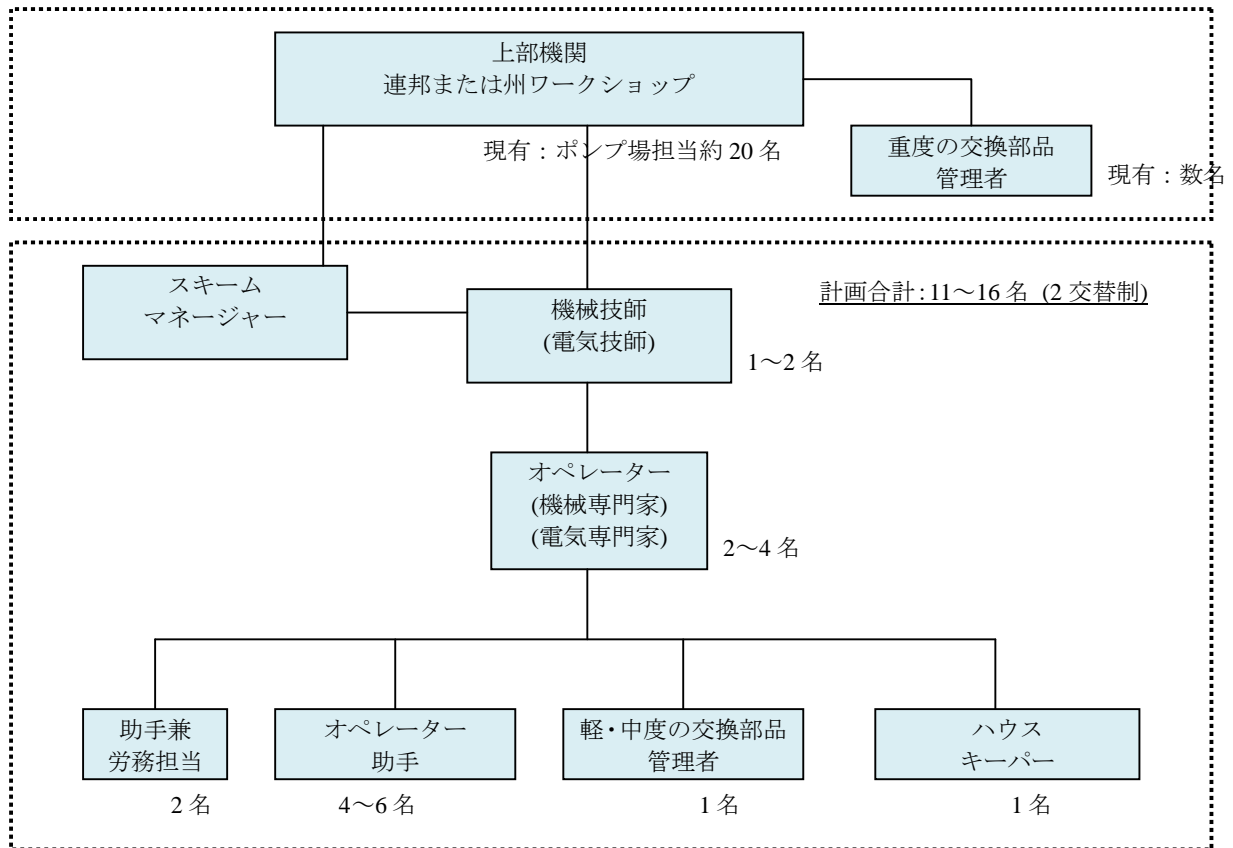 上部機関
連邦または州ワークショップ
現有：ポンプ場担当約 20 名
重度の交換部品
管理者
現有：数名
スキーム
マネージャー
機械技師
(電気技師)
1～2 名
計画合計：11～16 名 (2 交替制)
オペレーター
(機械専門家)
(電気専門家)
2～4 名
助手兼
労務担当
2 名
オペレーター
助手
4～6 名
軽・中度の交換部品
管理者
1 名
ハウス
キーパー
1 名